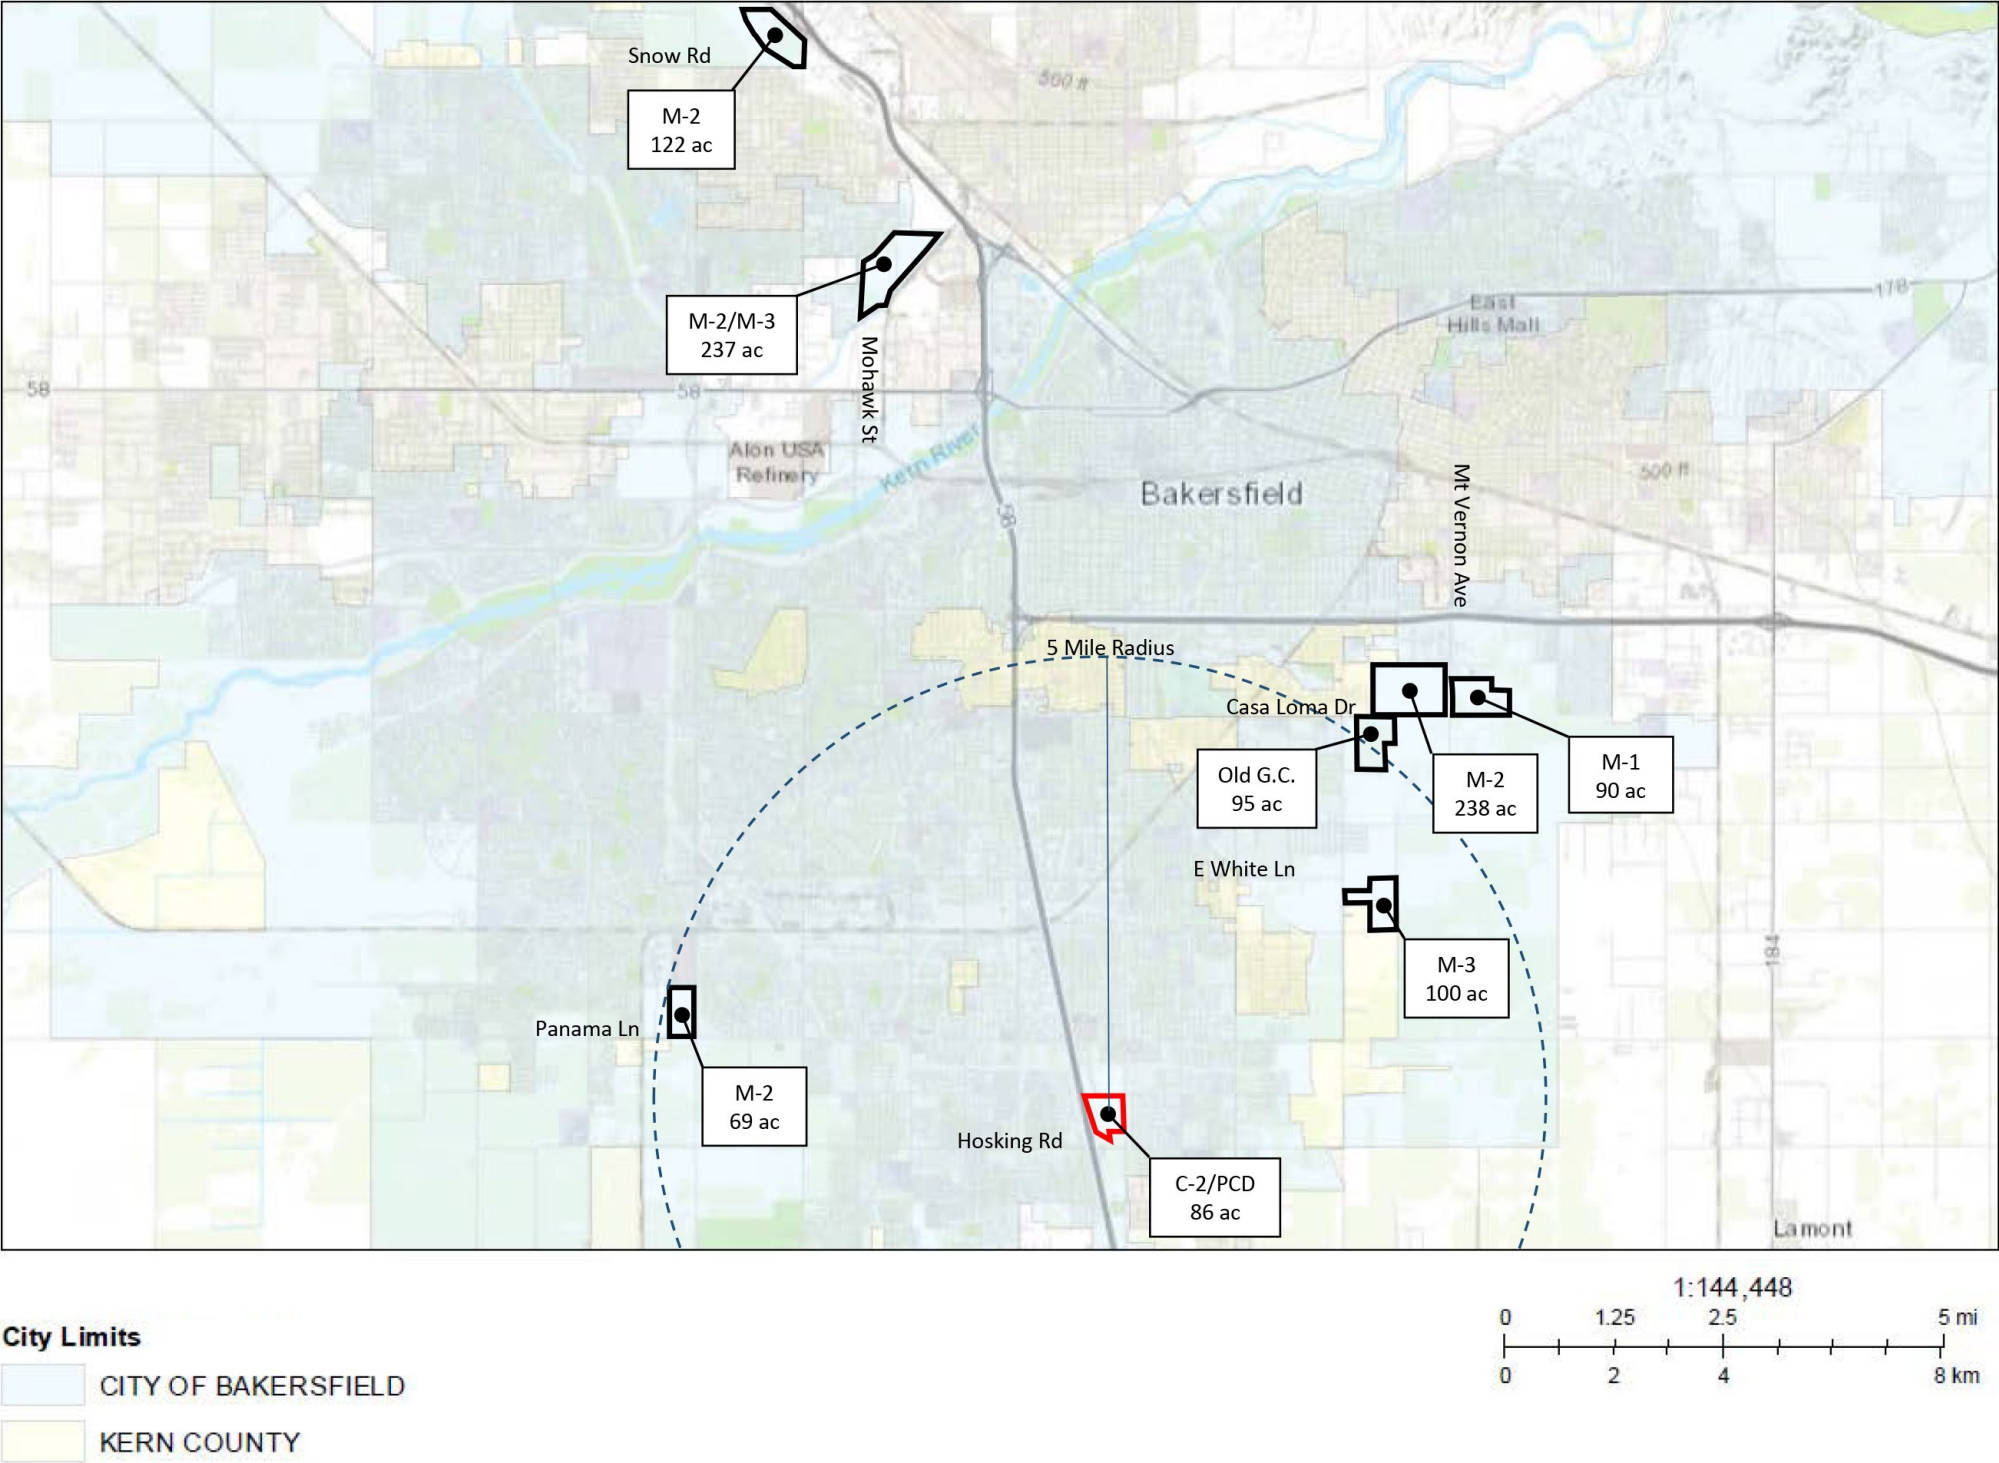 Snow Rd
500 ft
M-2
122 ac
178
East
Hills Mall
M-2/M-3
237 ac
Mohawk St
58
58
Alon USA
Refinery
Kern River
Bakersfield
500 ft
Mt Vernon Ave
5 Mile Radius
Casa Loma Dr
Old G.C.
95 ac
M-2
238 ac
M-1
90 ac
E White Ln
M-3
100 ac
184
Panama Ln
M-2
69 ac
Hosking Rd
C-2/PCD
86 ac
Lamont
1:144,448
0 1.25 2.5 5 mi
0 2 4 8 km
City Limits
CITY OF BAKERSFIELD
KERN COUNTY